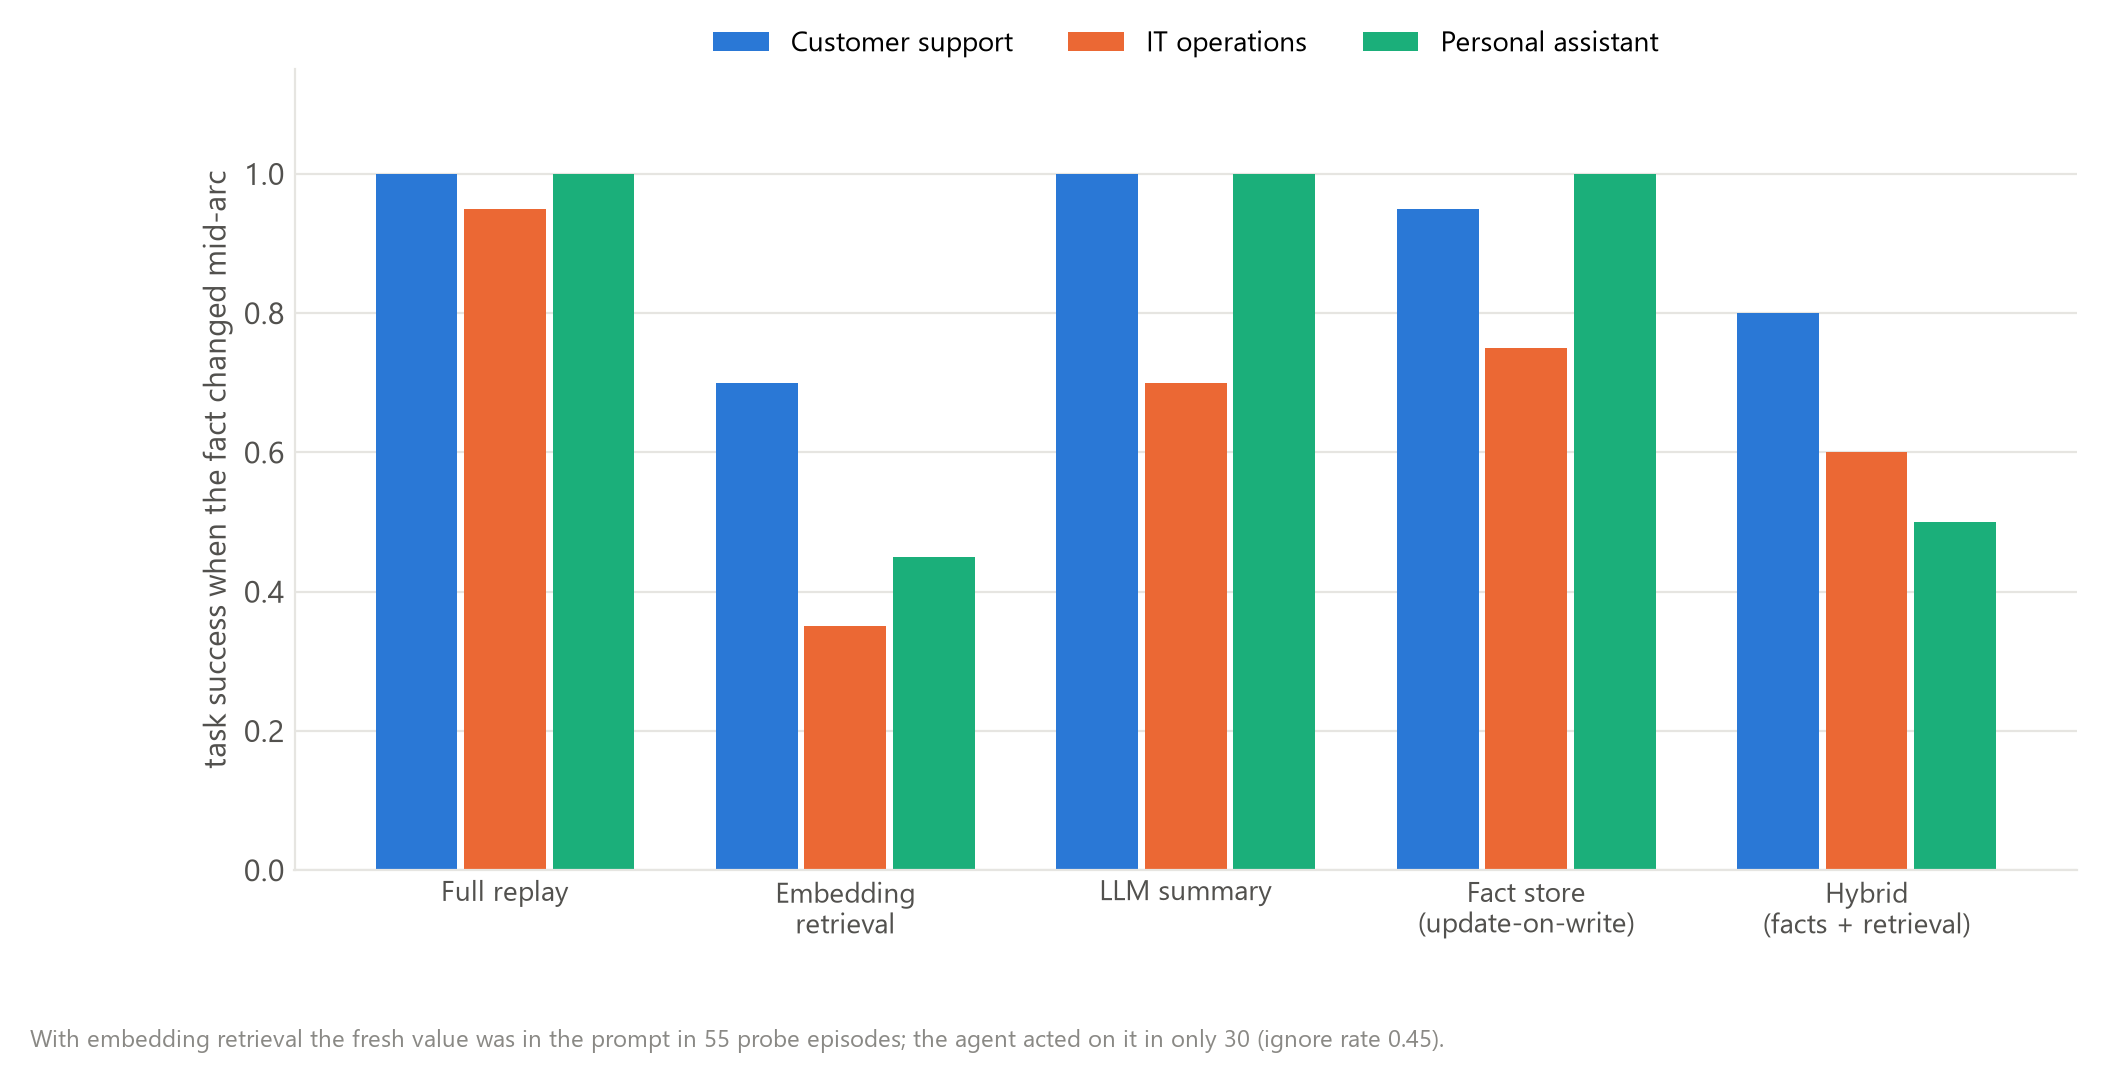 Customer support IT operations Personal assistant
task success when the fact changed mid-arc
1.0
0.8
0.6
0.4
0.2
0.0
Full replay
Embedding
retrieval
LLM summary
Fact store
(update-on-write)
Hybrid
(facts + retrieval)
With embedding retrieval the fresh value was in the prompt in 55 probe episodes; the agent acted on it in only 30 (ignore rate 0.45).